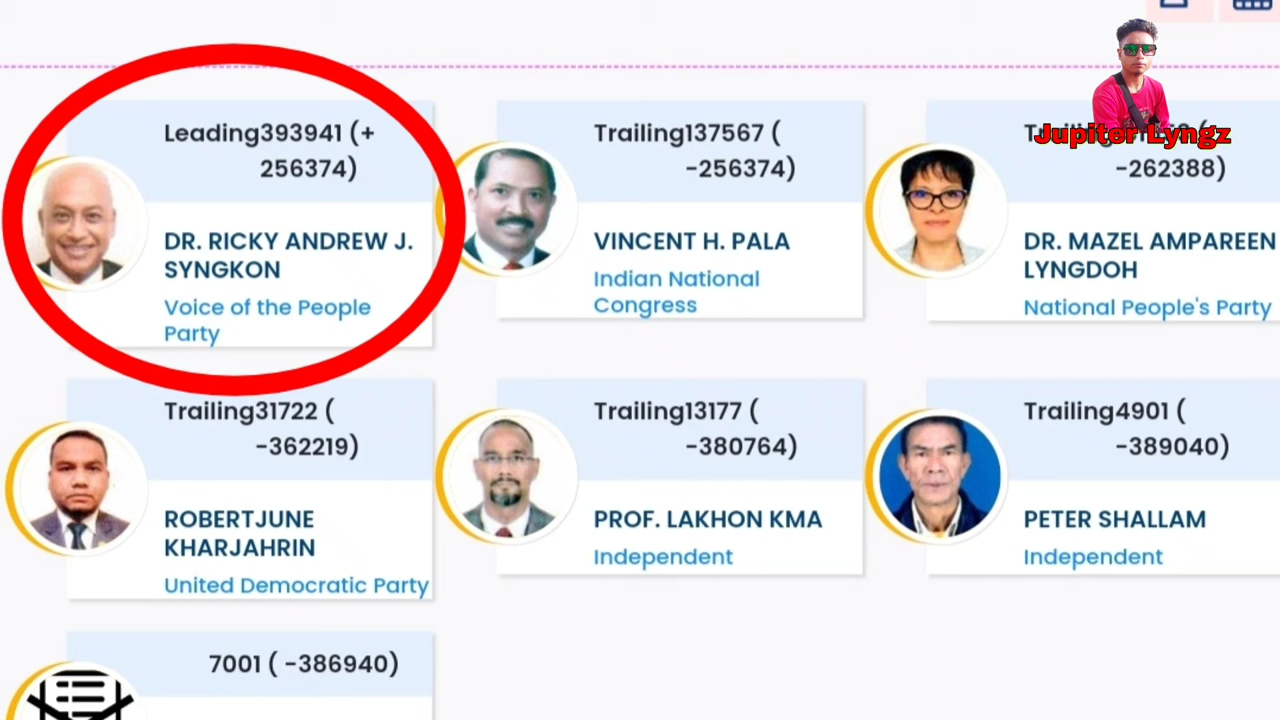 Leading393941 (+
256374)
DR. RICKY ANDREW J.
SYNGKON
Voice of the People
Party
Trailing137567 (
-256374)
VINCENT H. PALA
Indian National
Congress
Jupiter Lyngz
-262388)
DR. MAZEL AMPAREEN
LYNGDOH
National People's Party
Trailing31722 (
-362219)
ROBERTJUNE
KHARJAHRIN
United Democratic Party
Trailing13177 (
-380764)
PROF. LAKHON KMA
Independent
Trailing4901 (
-389040)
PETER SHALLAM
Independent
7001 ( -386940)